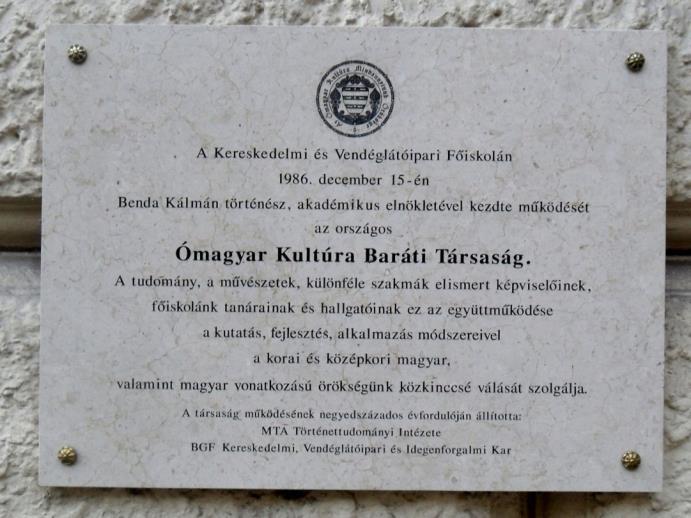 A Kereskedelmi és Vendéglátóipari Főiskolán
1986. december 15-én
Benda Kálmán történész, akadémikus elnökletével kezdte működését
az országos
Ómagyar Kultúra Baráti Társaság.
A tudomány, a művészetek, különféle szakmák elismert képviselőinek,
főiskolánk tanárainak és hallgatóinak ez az együttműködése
a kutatás, fejlesztés, alkalmazás módszereivel
a korai és középkori magyar,
valamint magyar vonatkozású örökségünk közkinccsé válását szolgálja.
A társaság működésének negyedszázados évfordulóján állította:
MTA Történettudományi Intézete
BGF Kereskedelmi, Vendéglátóipari és Idegenforgalmi Kar